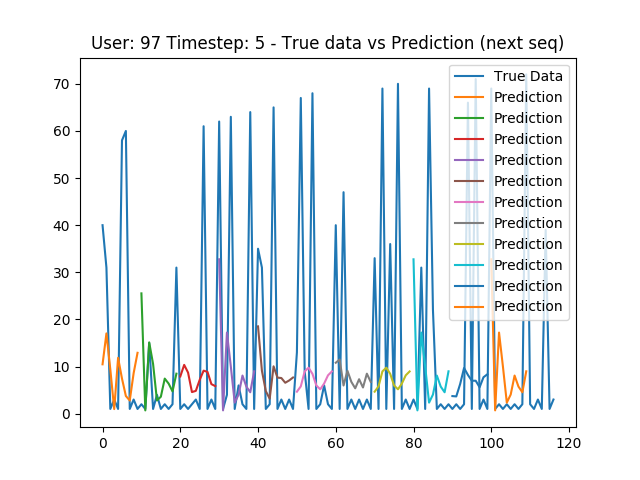 User: 97 Timestep: 5 - True data vs Prediction (next seq)
True Data
Prediction
Prediction
Prediction
Prediction
Prediction
Prediction
Prediction
Prediction
Prediction
Prediction
Prediction
70
60
50
40
30
20
10
0
0 20 40 60 80 100 120